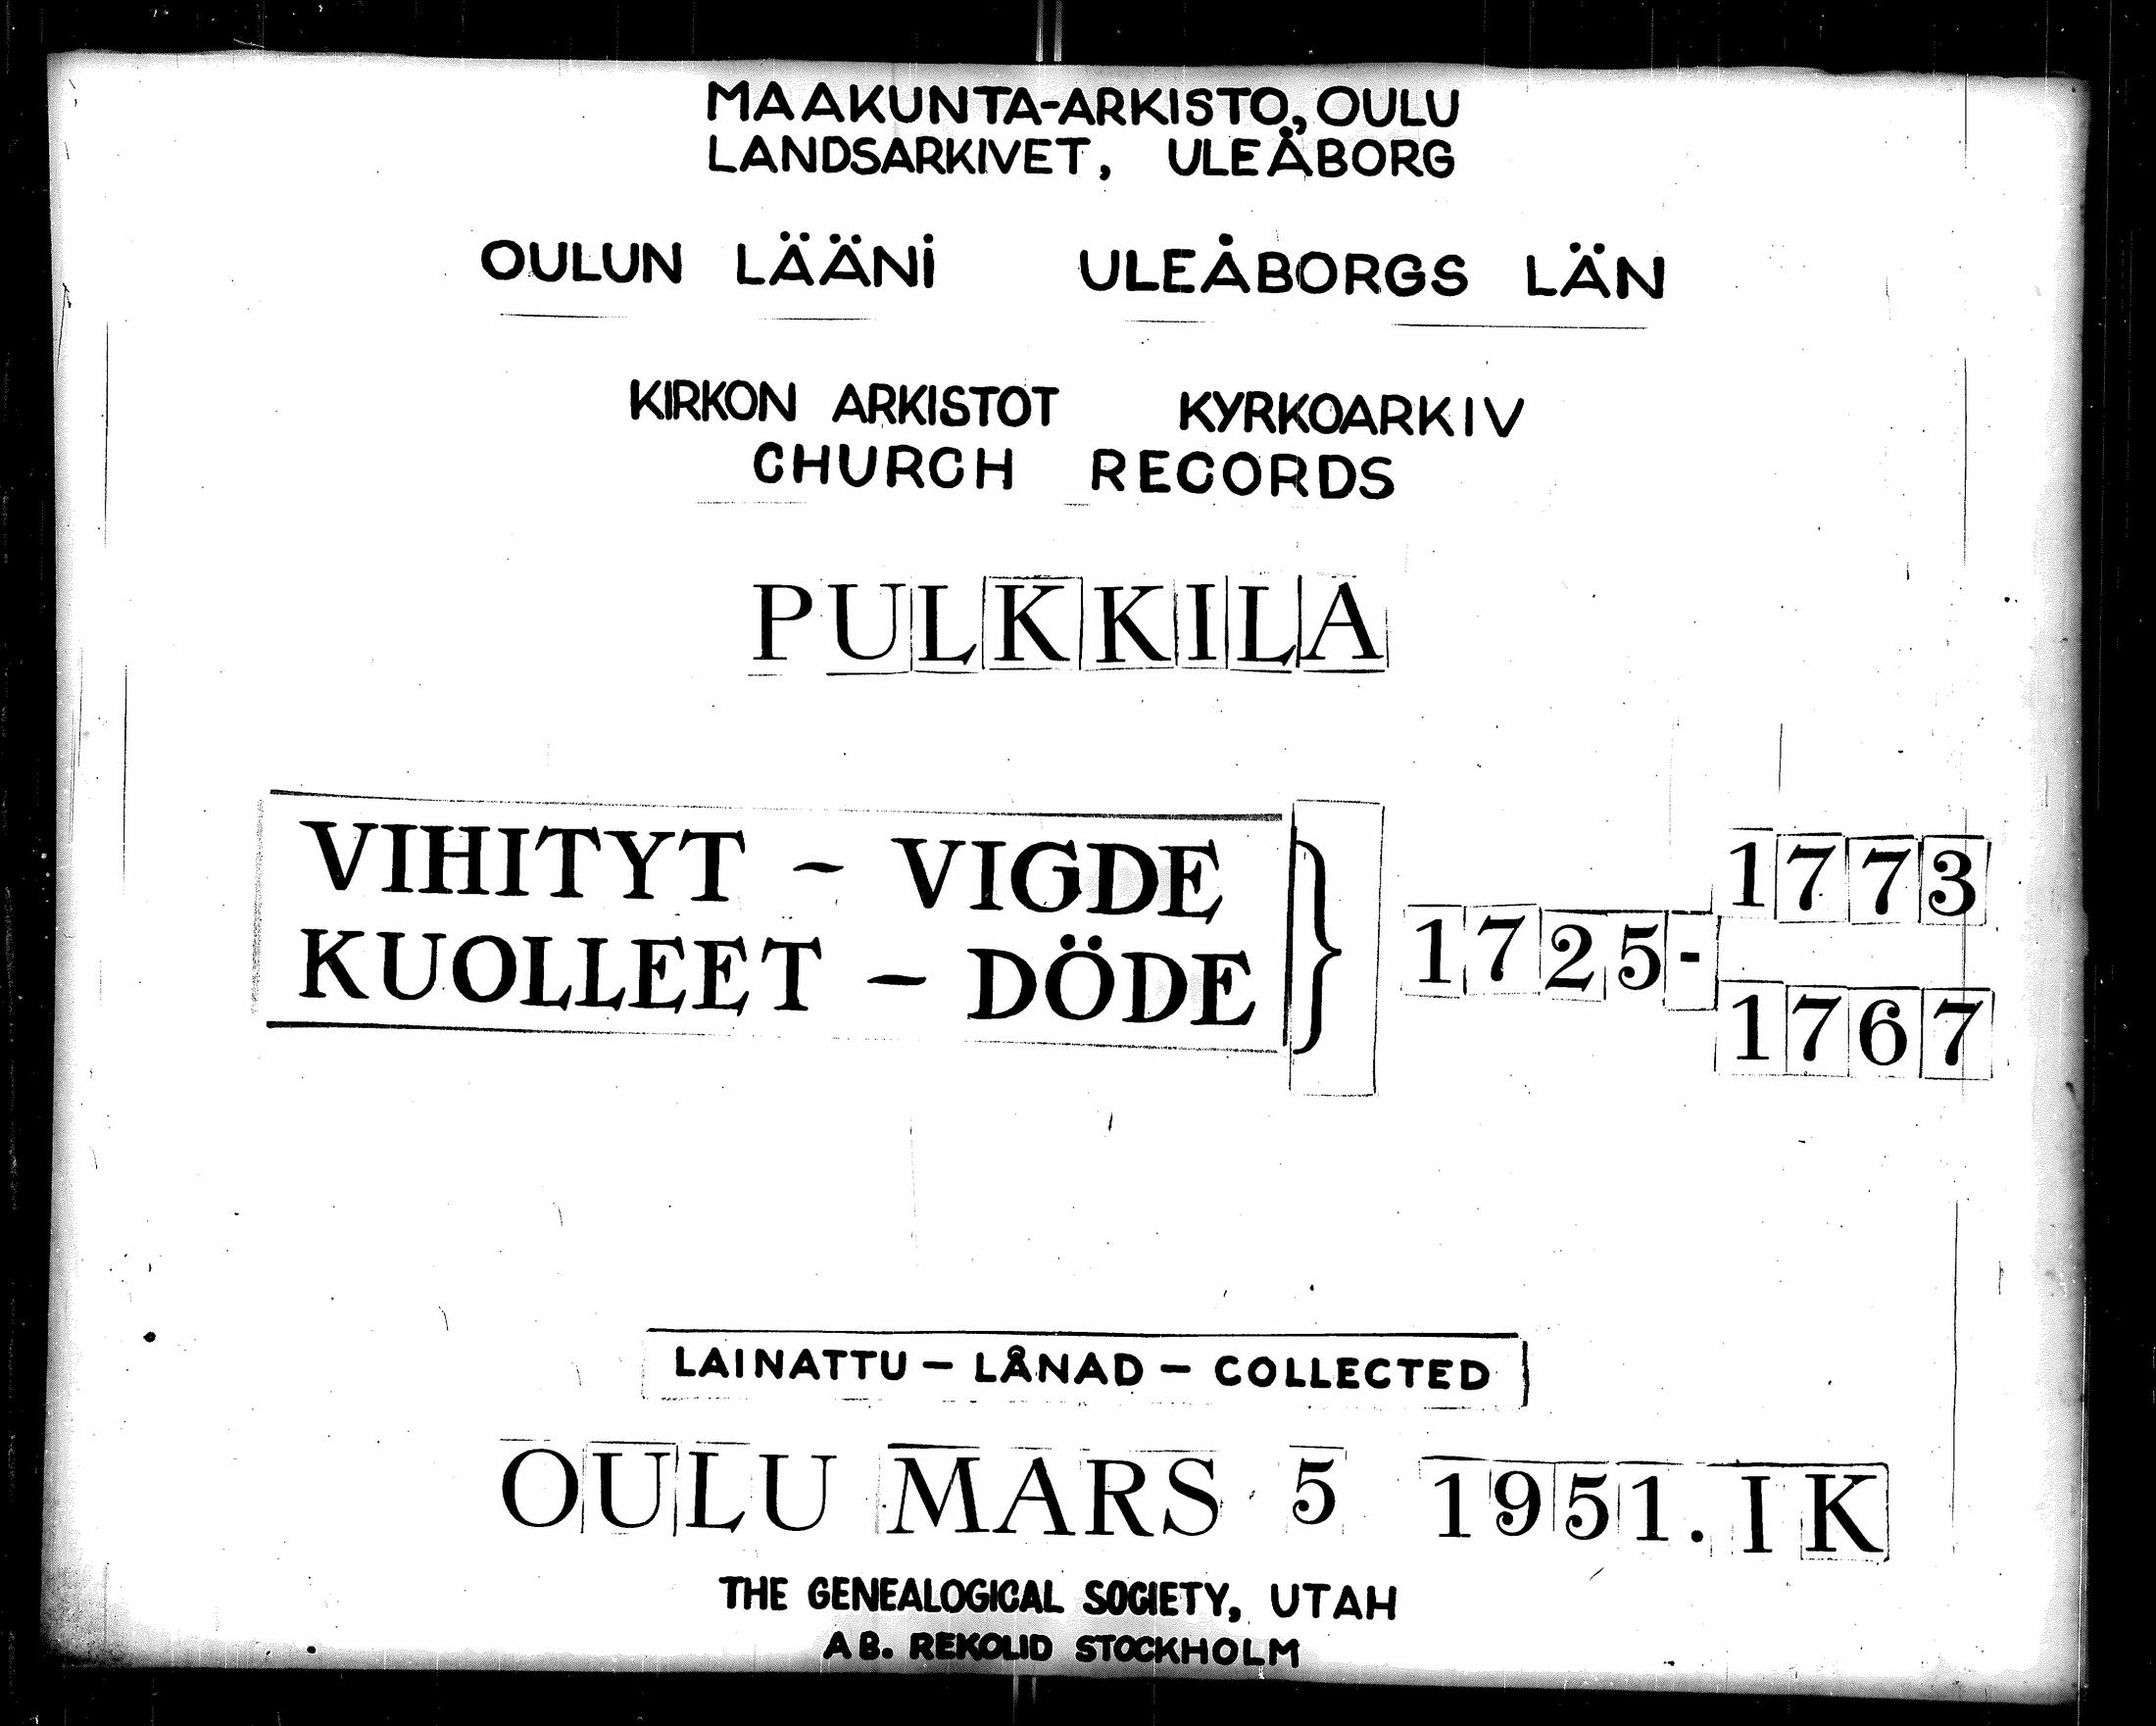 MAAKUNTA-ARKISTO, OULU
LANDSARKIVET, ULEÅBORG
OULUN LÄÄNI ULEÅBORGS LÄN
KIRKON ARKISTOT KYRKOARKIV
CHURCH RECORDS
PULKKILA
VIHITYT - VIGDE
KUOLLEET - DÖDE
} 1725-
1773
1767
LAINATTU - LÅNAD - COLLECTED
OULU MARS 5 1951. IK
THE GENEALOGICAL SOCIETY, UTAH
AB. REKOLID STOCKHOLM